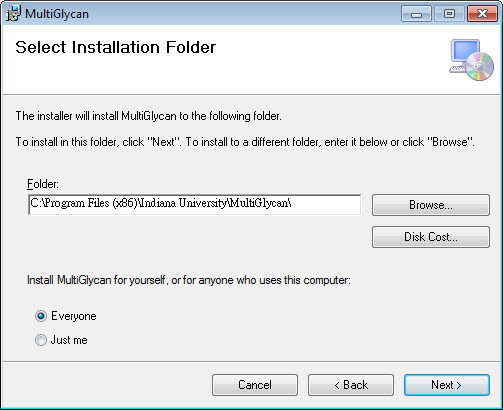 MultiGlycan
Select Installation Folder
The installer will install MultiGlycan to the following folder.
To install in this folder, click "Next". To install to a different folder, enter it below or click "Browse".
Folder:
C:\Program Files (x86)\Indiana University\MultiGlycan\
Browse...
Disk Cost...
Install MultiGlycan for yourself, or for anyone who uses this computer:
Everyone
Just me
Cancel
< Back
Next >